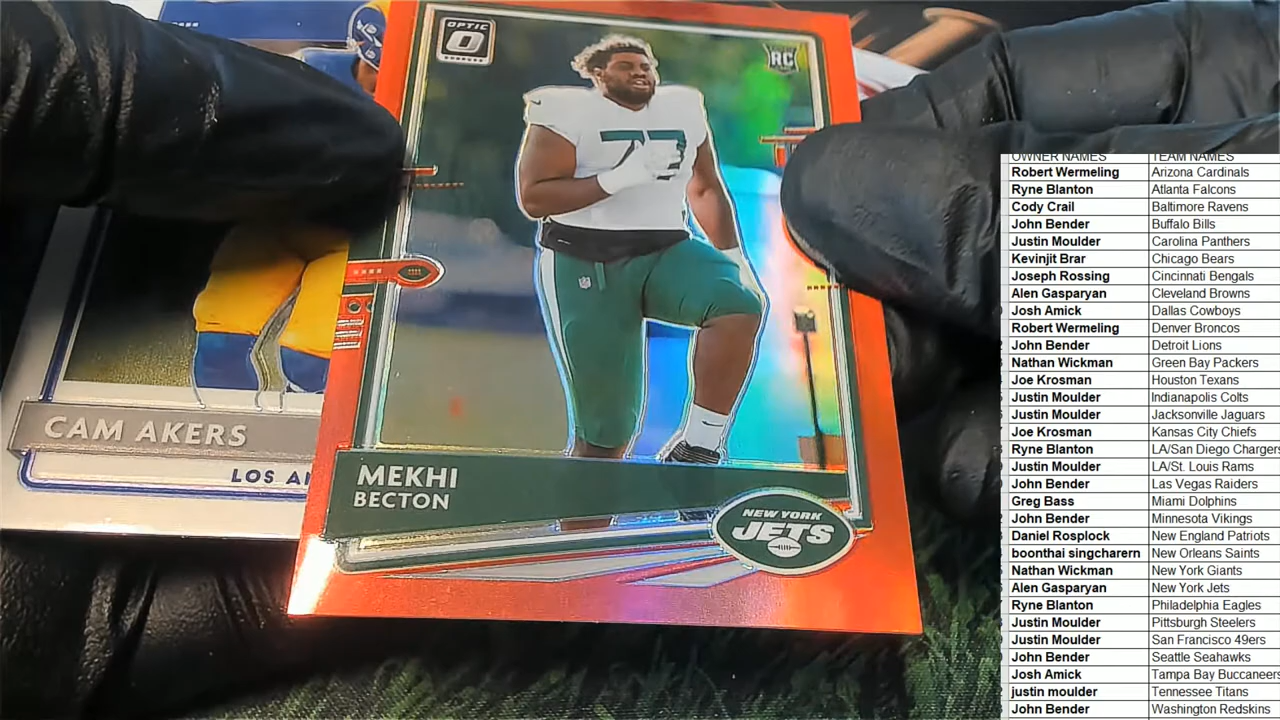 OPTIC
RC
77
MEKHI
BECTON
NEW YORK
JETS
CAM AKERS
LOS A
OWNER NAMES TEAM NAMES
Robert Wermeling Arizona Cardinals
Ryne Blanton Atlanta Falcons
Cody Crail Baltimore Ravens
John Bender Buffalo Bills
Justin Moulder Carolina Panthers
Kevinjit Brar Chicago Bears
Joseph Rossing Cincinnati Bengals
Alen Gasparyan Cleveland Browns
Josh Amick Dallas Cowboys
Robert Wermeling Denver Broncos
John Bender Detroit Lions
Nathan Wickman Green Bay Packers
Joe Krosman Houston Texans
Justin Moulder Indianapolis Colts
Justin Moulder Jacksonville Jaguars
Joe Krosman Kansas City Chiefs
Ryne Blanton LA/San Diego Chargers
Justin Moulder LA/St. Louis Rams
John Bender Las Vegas Raiders
Greg Bass Miami Dolphins
John Bender Minnesota Vikings
Daniel Rosplock New England Patriots
boonthai singcharern New Orleans Saints
Nathan Wickman New York Giants
Alen Gasparyan New York Jets
Ryne Blanton Philadelphia Eagles
Justin Moulder Pittsburgh Steelers
Justin Moulder San Francisco 49ers
John Bender Seattle Seahawks
Josh Amick Tampa Bay Buccaneers
justin moulder Tennessee Titans
John Bender Washington Redskins